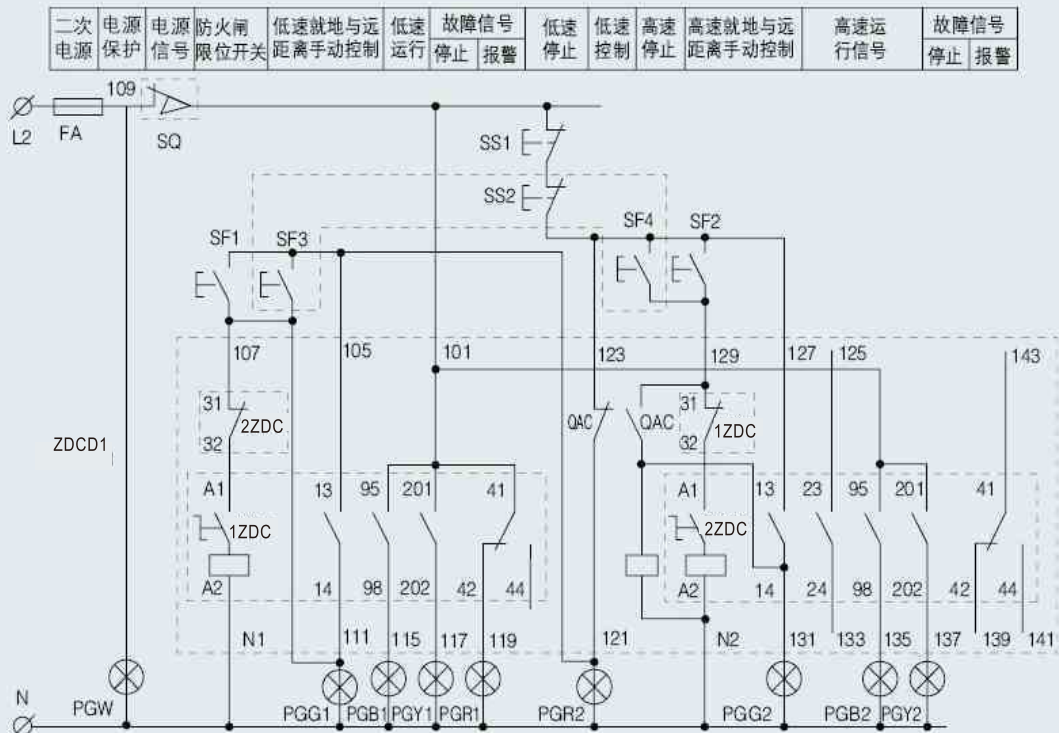 二次 电源 电源 防火闸 低速就地与远 低速 故障信号 低速 低速 高速 高速就地与远 高速运 故障信号
电源 保护 信号 限位开关 距离手动控制 运行 停止 报警 停止 控制 停止 距离手动控制 行信号 停止 报警
109
L2 FA SQ
SS1
SS2
SF4 SF2
SF1 SF3
107 105 101 123 129 127 125 143
31 31
2ZDC QAC QAC 1ZDC
32 32
ZDCD1
A1 13 95 201 41 A1 13 23 95 201 41
1ZDC 2ZDC
A2 14 98 202 42 44 A2 14 24 98 202 42 44
N1 111 115 117 119 121 N2 131 133 135 137 139 141
N PGW PGG1 PGB1 PGY1 PGR1 PGR2 PGG2 PGB2 PGY2